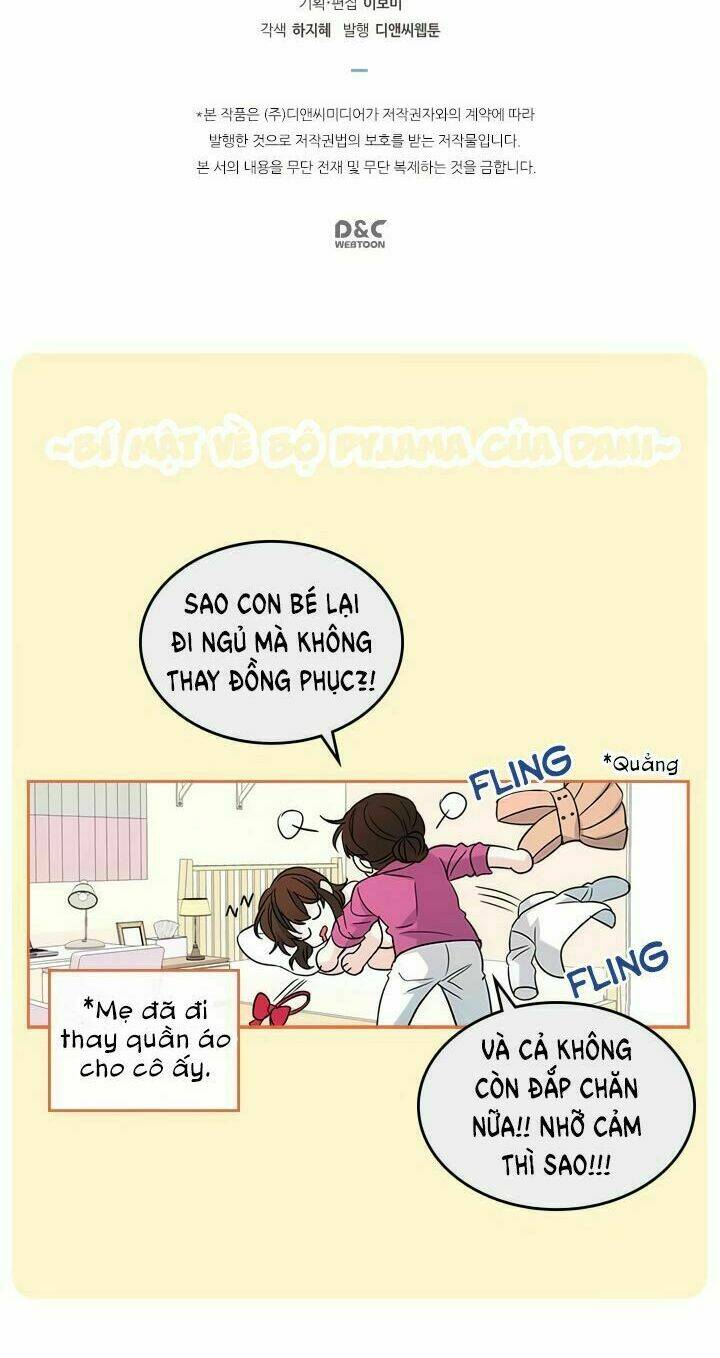 기획·편집 이보미
각색 하지혜 발행 디앤씨웹툰
*본 작품은 (주)디앤씨미디어가 저작권자와의 계약에 따라
발행한 것으로 저작권법의 보호를 받는 저작물입니다.
본 서의 내용을 무단 전재 및 무단 복제하는 것을 금합니다.
D&C
WEBTOON
~BÍ MẬT VỀ BỘ PYJAMA CỦA DANI~
SAO CON BÉ LẠI
ĐI NGỦ MÀ KHÔNG
THAY ĐỒNG PHỤC?!
FLING
*Quẳng
FLING
*Mẹ đã đi
thay quần áo
cho cô ấy.
VÀ CẢ KHÔNG
CÒN ĐẮP CHĂN
NỮA!! NHỠ CẢM
THÌ SAO!!!